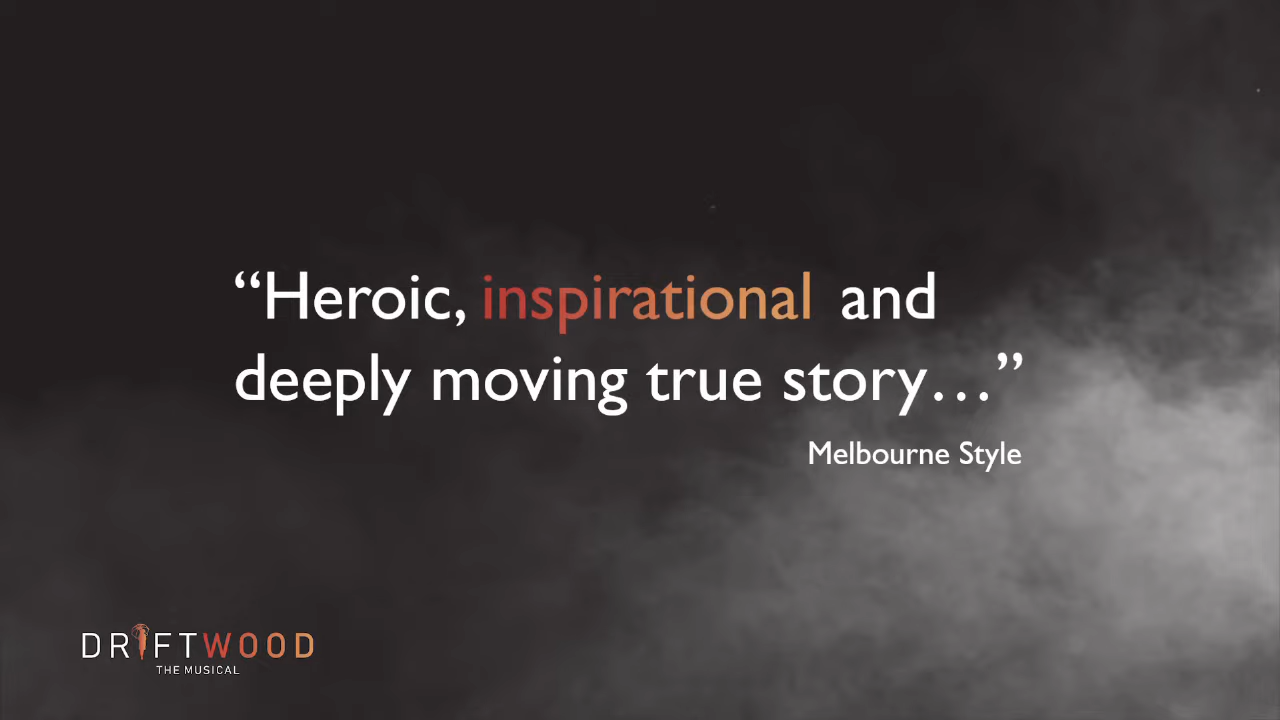 “Heroic, inspirational and
deeply moving true story…”
Melbourne Style
DRIFTWOOD
THE MUSICAL